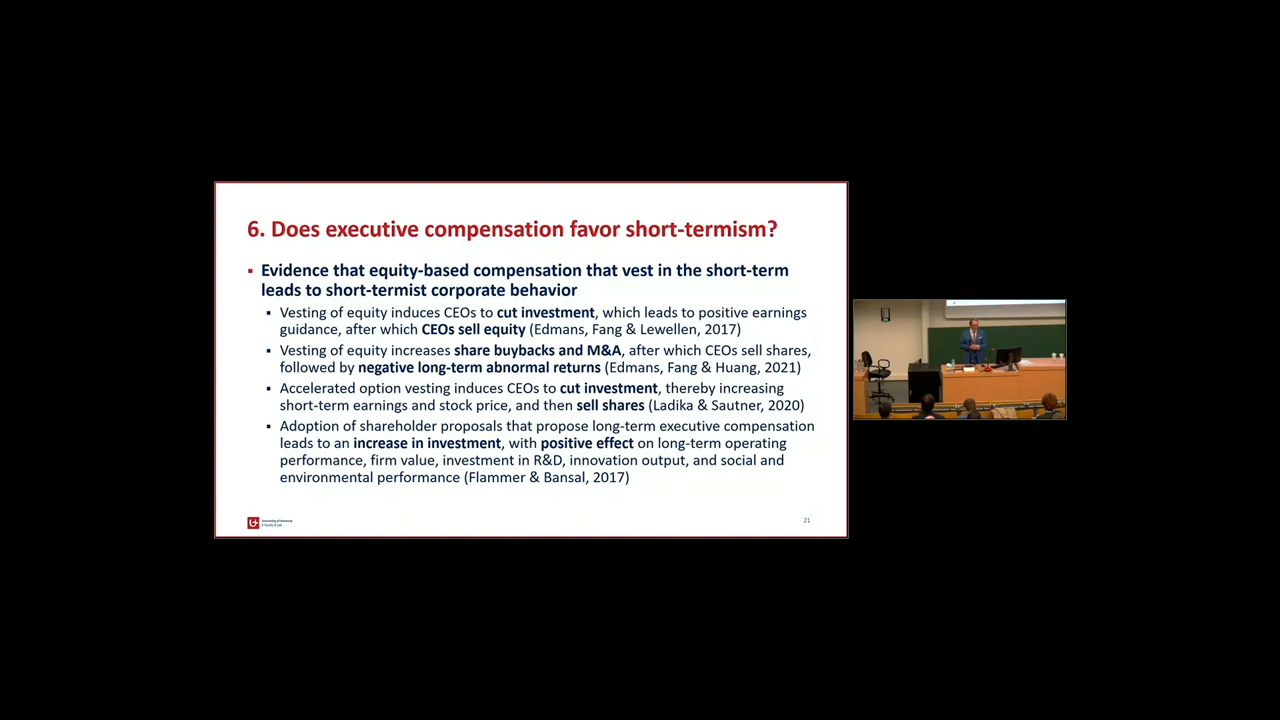 6. Does executive compensation favor short-termism?
▪ Evidence that equity-based compensation that vest in the short-term
leads to short-termist corporate behavior
▪ Vesting of equity induces CEOs to cut investment, which leads to positive earnings
guidance, after which CEOs sell equity (Edmans, Fang & Lewellen, 2017)
▪ Vesting of equity increases share buybacks and M&A, after which CEOs sell shares,
followed by negative long-term abnormal returns (Edmans, Fang & Huang, 2021)
▪ Accelerated option vesting induces CEOs to cut investment, thereby increasing
short-term earnings and stock price, and then sell shares (Ladika & Sautner, 2020)
▪ Adoption of shareholder proposals that propose long-term executive compensation
leads to an increase in investment, with positive effect on long-term operating
performance, firm value, investment in R&D, innovation output, and social and
environmental performance (Flammer & Bansal, 2017)
University of Antwerp
Faculty of Law
21